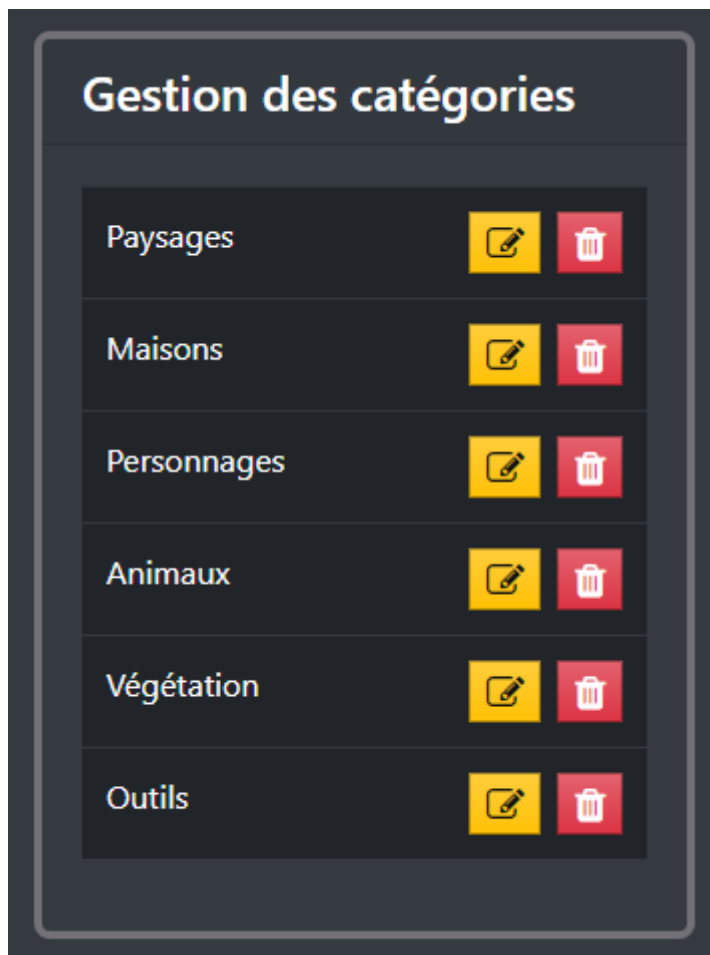 Gestion des catégories
Paysages
Maisons
Personnages
Animaux
Végétation
Outils